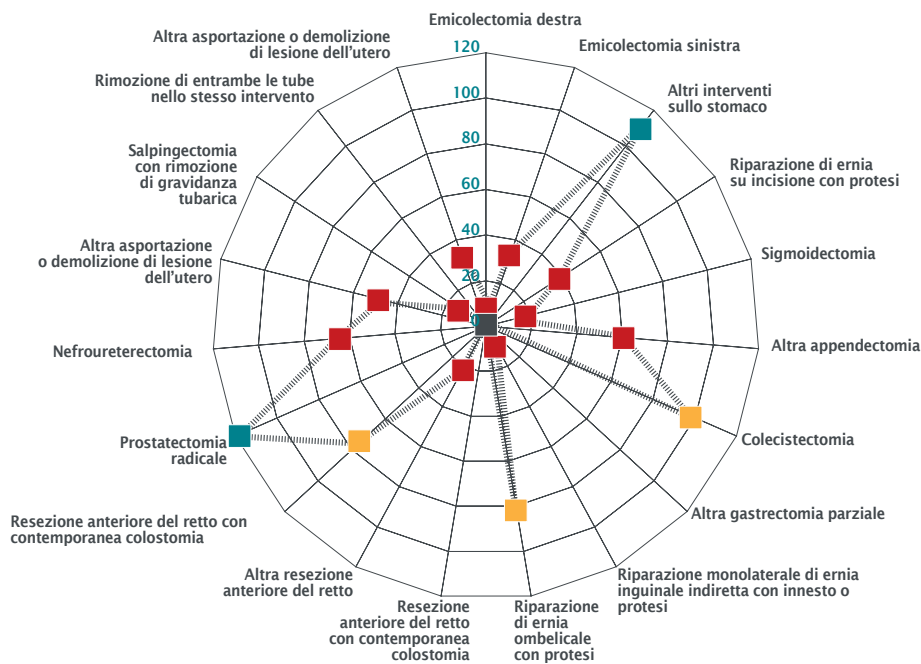 Emicolectomia destra
Emicolectomia sinistra
Altri interventi
sullo stomaco
Riparazione di ernia
su incisione con protesi
Sigmoidectomia
Altra appendectomia
Colecistectomia
Altra gastrectomia parziale
Riparazione monolaterale di ernia
inguinale indiretta con innesto o
protesi
Riparazione
di ernia
ombelicale
con protesi
Resezione
anteriore del retto
con contemporanea
colostomia
Altra resezione
anteriore del retto
Resezione anteriore del retto con
contemporanea colostomia
Prostatectomia
radicale
Nefroureterectomia
Altra asportazione
o demolizione di lesione
dell'utero
Salpingectomia
con rimozione
di gravidanza
tubarica
Rimozione di entrambe le tube
nello stesso intervento
Altra asportazione o demolizione
di lesione dell'utero
120
100
80
60
40
20
0